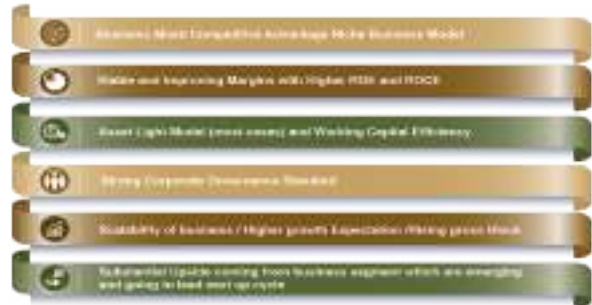 Business Moat Competitive Advantage Niche Business Model
Stable and Improving Margins with Higher ROE and ROCE
Asset Light Model (most cases) and Working Capital Efficiency
Strong Corporate Governance Standard
Scalability of business / Higher growth Expectation
Substantial Upside coming from business segment which are emerging
and going to lead next up cycle